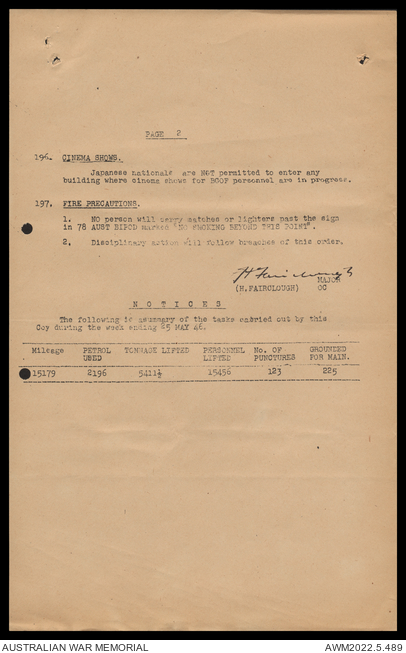 PAGE 2
196. CINEMA SHOWS.
Japanese nationals are NOT permitted to enter any
building where cinema shows for BCOF personnel are in progress.
197. FIRE PRECAUTIONS.
1. NO person will carry matches or lighters past the sign
in 78 AUST BIPOD marked "NO SMOKING BEYOND THIS POINT".
2. Disciplinary action will follow breaches of this order.
H Fairclough
MAJOR
(H. FAIRCLOUGH) OC
N O T I C E S
The following is a summary of the tasks carried out by this
Coy during the week ending 25 MAY 46.
Mileage PETROL TONNAGE LIFTED PERSONNEL No. OF GROUNDED
USED LIFTED PUNCTURES FOR MAIN.
15179 2196 5411½ 15456 123 225
AUSTRALIAN WAR MEMORIAL AWM2022.5.489